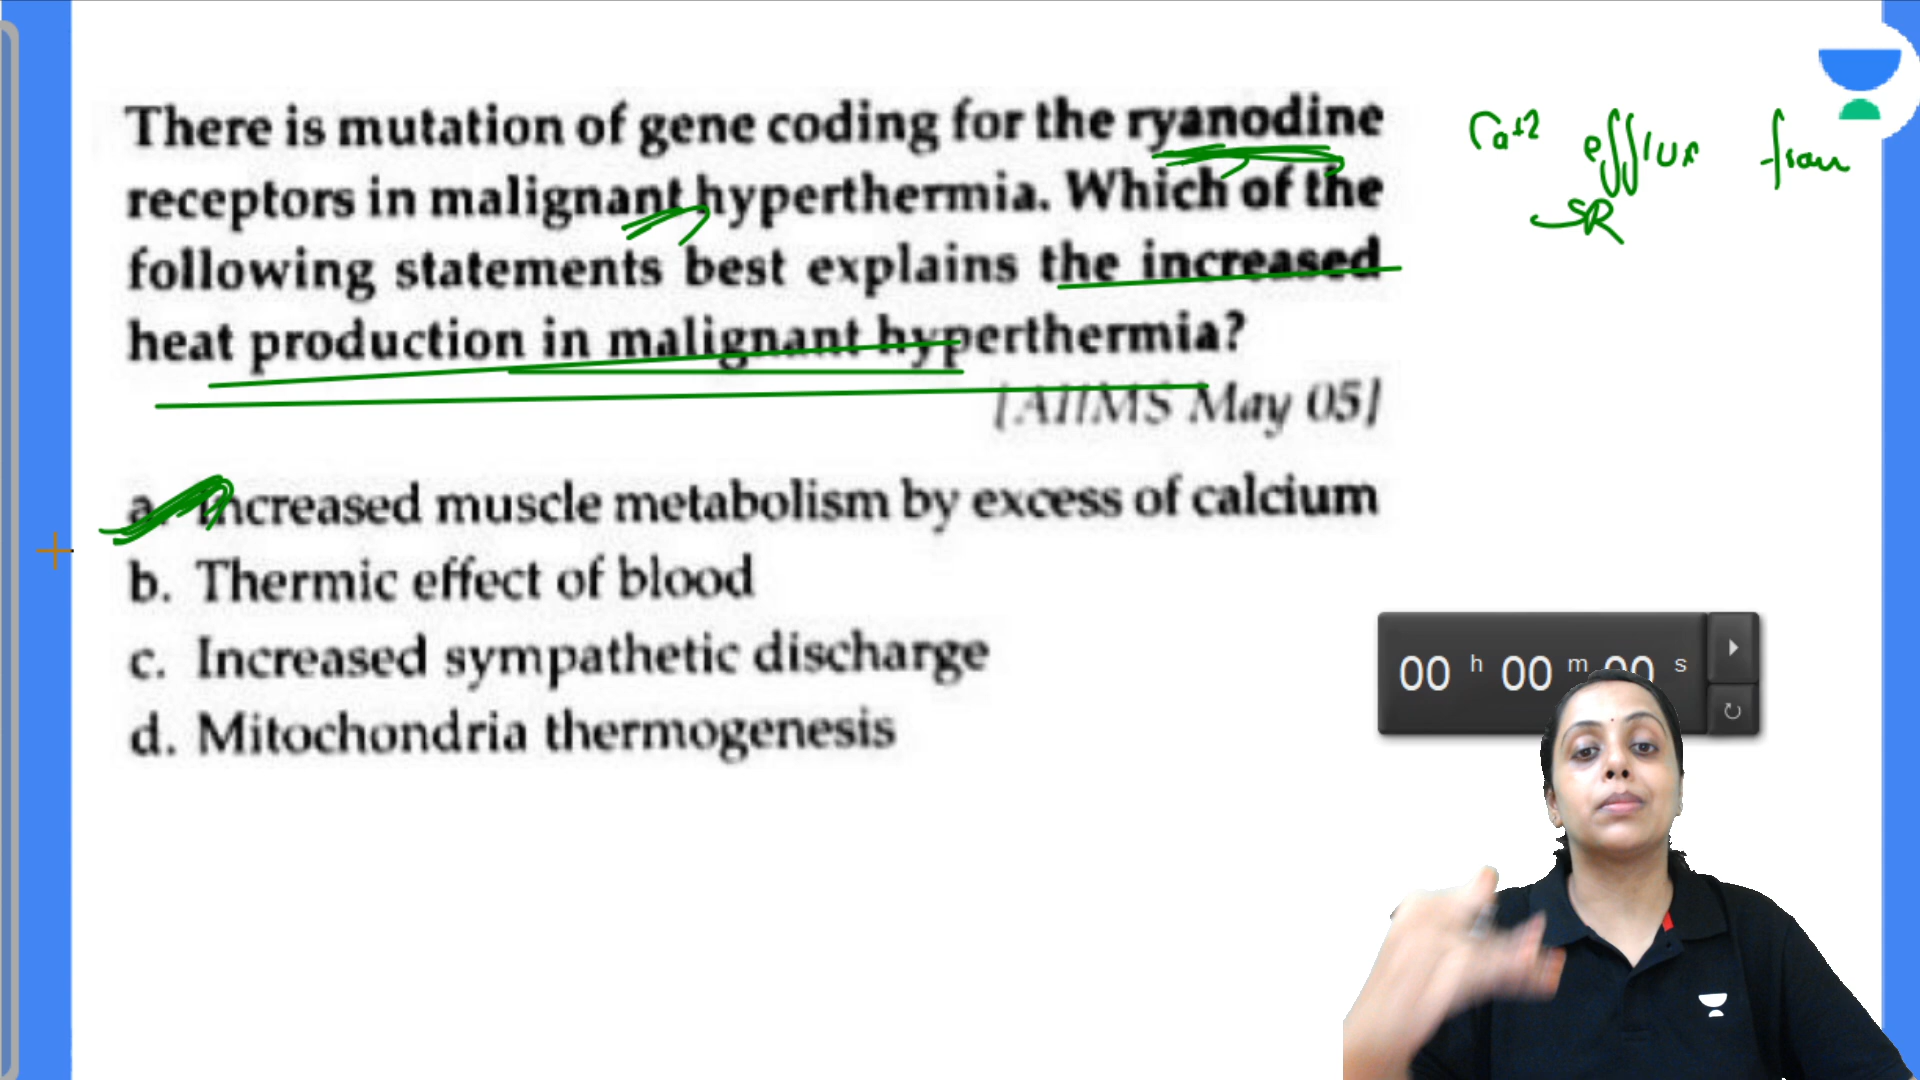 There is mutation of gene coding for the ryanodine
receptors in malignant hyperthermia. Which of the
following statements best explains the increased
heat production in malignant hyperthermia?
[AIIMS May 05]
a. Increased muscle metabolism by excess of calcium
b. Thermic effect of blood
c. Increased sympathetic discharge
d. Mitochondria thermogenesis
Ca+2 efflux from
SR
00 h 00 m 00 s